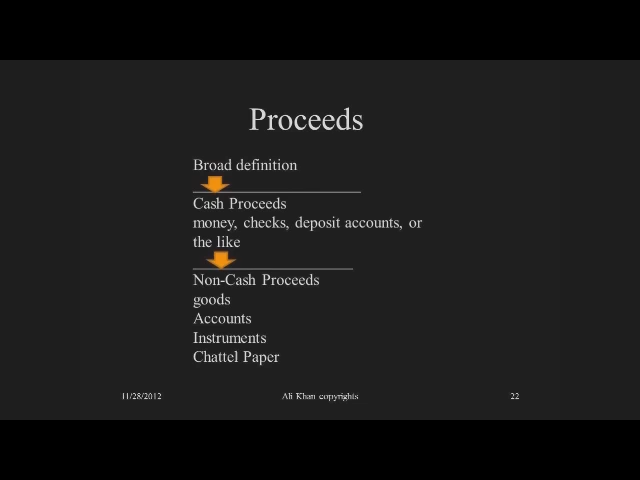 Proceeds
Broad definition
Cash Proceeds
money, checks, deposit accounts, or
the like
Non-Cash Proceeds
goods
Accounts
Instruments
Chattel Paper
11/28/2012 Ali Khan copyrights 22